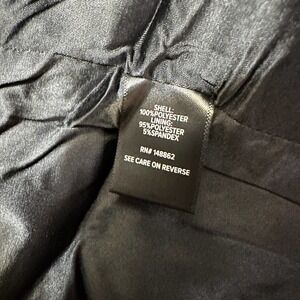 SHELL:
100%POLYESTER
LINING:
95%POLYESTER
5%SPANDEX
RN# 148862
SEE CARE ON REVERSE